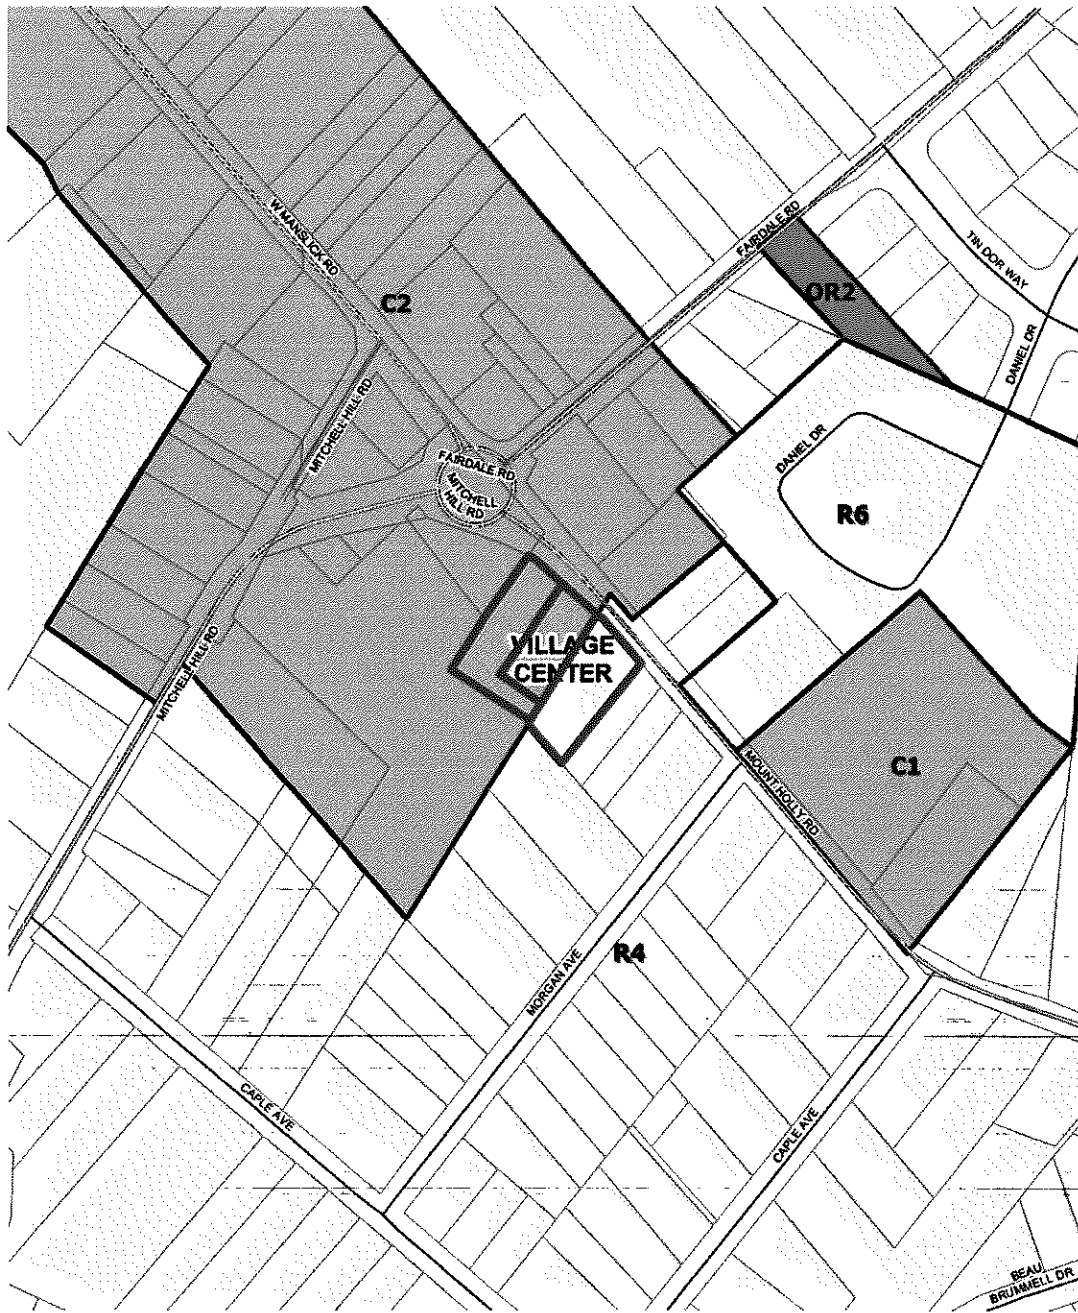 W MANSLICK RD
FAIRDALE RD
TIN DOR WAY
OR2
C2
DANIEL DR
MITCHELL HILL RD
DANIEL DR
FAIRDALE RD
MITCHELL
HILL RD
R6
VILLAGE
CENTER
MITCHELL HILL RD
C1
MOUNT HOLLY RD
R4
MORGAN AVE
CAPLE AVE
CAPLE AVE
BEAU
BRUMMELL DR